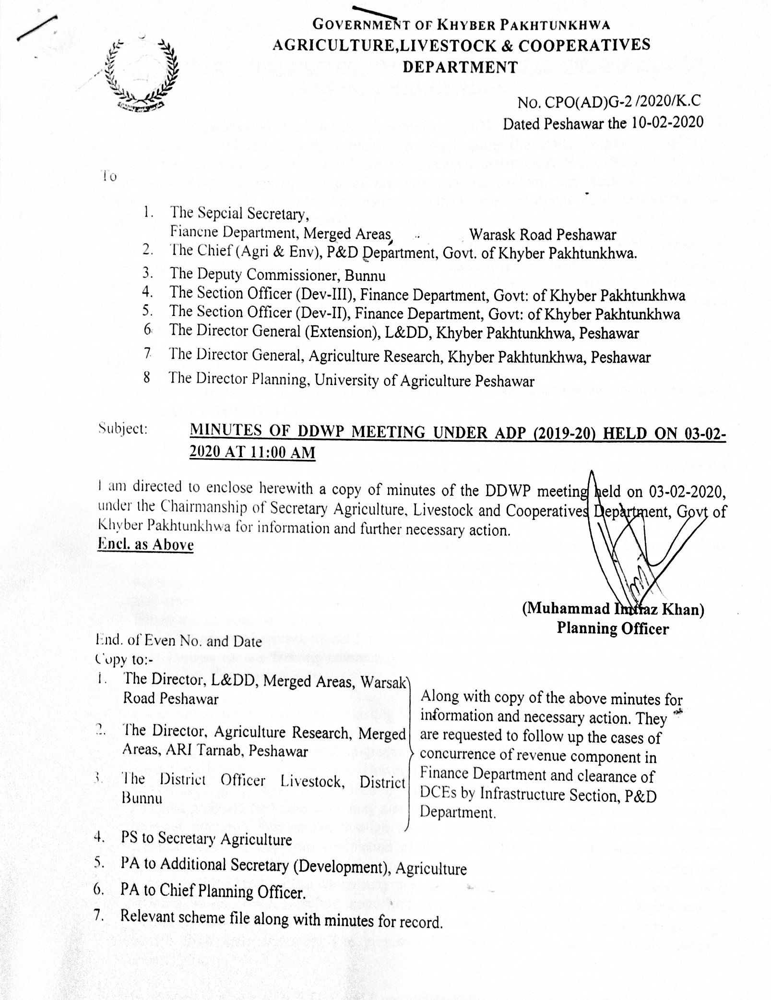 GOVERNMENT OF KHYBER PAKHTUNKHWA
AGRICULTURE,LIVESTOCK & COOPERATIVES
DEPARTMENT
NO. CPO(AD)G-2 /2020/K.C
Dated Peshawar the 10-02-2020
To
1. The Sepcial Secretary,
Fiancne Department, Merged Areas, Warask Road Peshawar
2. The Chief (Agri & Env), P&D Department, Govt. of Khyber Pakhtunkhwa.
3. The Deputy Commissioner, Bunnu
4. The Section Officer (Dev-III), Finance Department, Govt: of Khyber Pakhtunkhwa
5. The Section Officer (Dev-II), Finance Department, Govt: of Khyber Pakhtunkhwa
6. The Director General (Extension), L&DD, Khyber Pakhtunkhwa, Peshawar
7. The Director General, Agriculture Research, Khyber Pakhtunkhwa, Peshawar
8 The Director Planning, University of Agriculture Peshawar
Subject: MINUTES OF DDWP MEETING UNDER ADP (2019-20) HELD ON 03-02-
2020 AT 11:00 AM
I am directed to enclose herewith a copy of minutes of the DDWP meeting held on 03-02-2020,
under the Chairmanship of Secretary Agriculture, Livestock and Cooperatives Department, Govt of
Khyber Pakhtunkhwa for information and further necessary action.
Encl. as Above
(Muhammad Imtiaz Khan)
Planning Officer
End. of Even No. and Date
Copy to:-
1. The Director, L&DD, Merged Areas, Warsak
Road Peshawar
2. The Director, Agriculture Research, Merged
Areas, ARI Tarnab, Peshawar
3. The District Officer Livestock, District
Bunnu
Along with copy of the above minutes for
information and necessary action. They
are requested to follow up the cases of
concurrence of revenue component in
Finance Department and clearance of
DCEs by Infrastructure Section, P&D
Department.
4. PS to Secretary Agriculture
5. PA to Additional Secretary (Development), Agriculture
6. PA to Chief Planning Officer.
7. Relevant scheme file along with minutes for record.